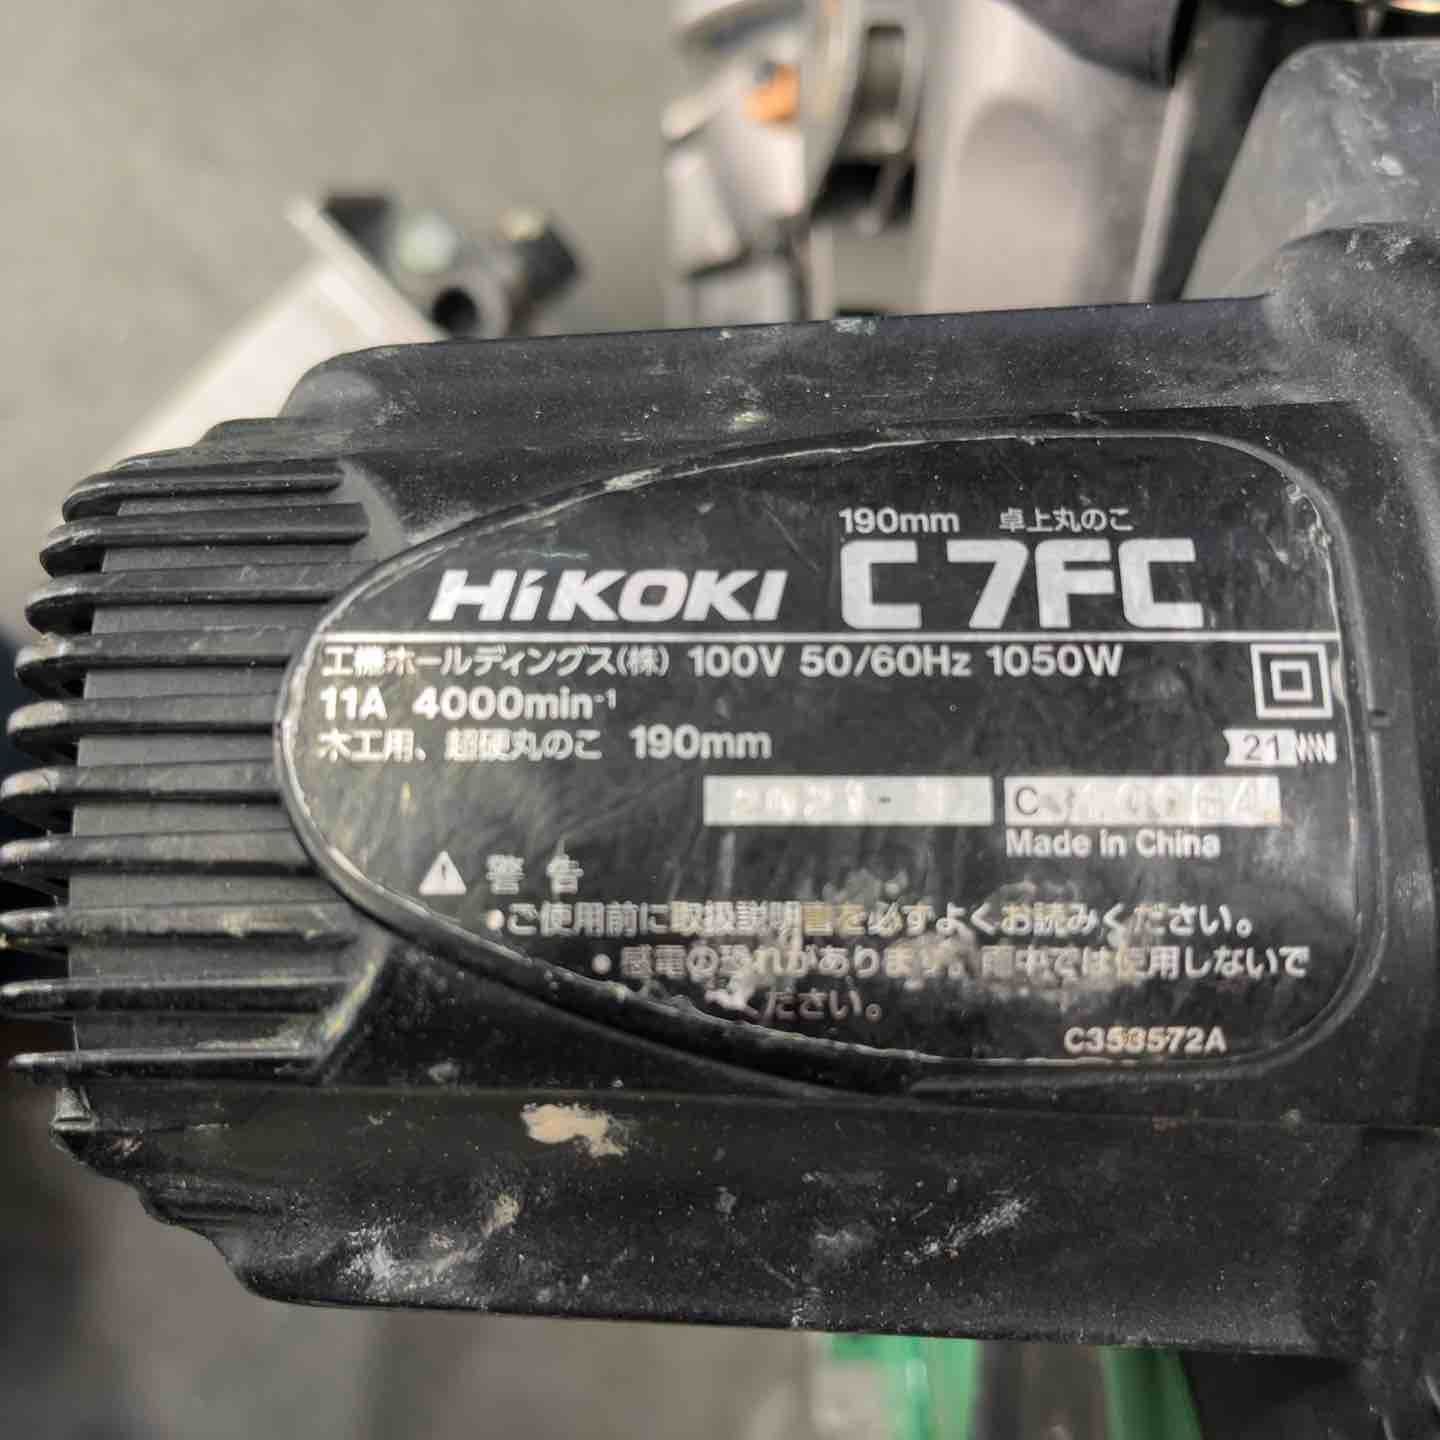 190mm 卓上丸のこ
HiKOKI C 7FC
工機ホールディングス(株) 100V 50/60Hz 1050W
11A 4000min⁻¹
木工用、超硬丸のこ 190mm
21
Made in China
警告
•ご使用前に取扱説明書を必ずよくお読みください。
•感電の恐れがあります。雨中では使用しないで
ください。
C353572A